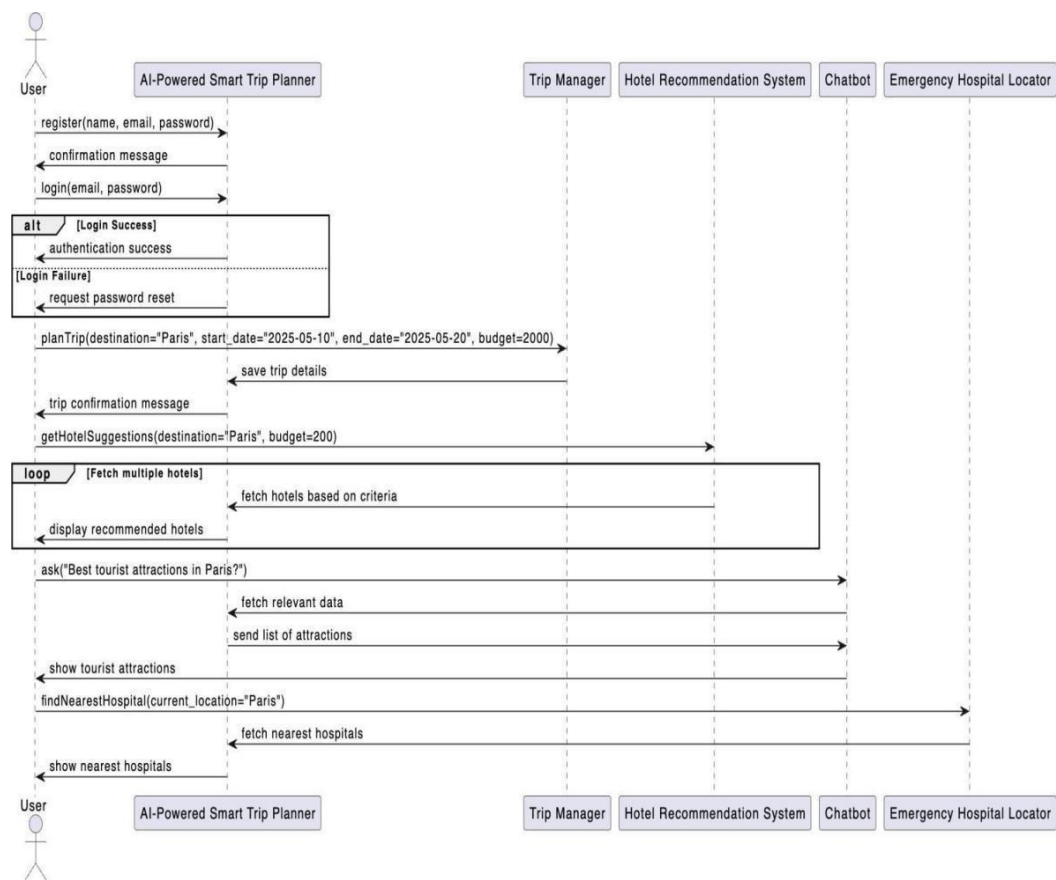 User
AI-Powered Smart Trip Planner
Trip Manager
Hotel Recommendation System
Chatbot
Emergency Hospital Locator
register(name, email, password)
confirmation message
login(email, password)
alt [Login Success]
authentication success
[Login Failure]
request password reset
planTrip(destination="Paris", start_date="2025-05-10", end_date="2025-05-20", budget=2000)
save trip details
trip confirmation message
getHotelSuggestions(destination="Paris", budget=200)
loop [Fetch multiple hotels]
fetch hotels based on criteria
display recommended hotels
ask("Best tourist attractions in Paris?")
fetch relevant data
send list of attractions
show tourist attractions
findNearestHospital(current_location="Paris")
fetch nearest hospitals
show nearest hospitals
User
AI-Powered Smart Trip Planner
Trip Manager
Hotel Recommendation System
Chatbot
Emergency Hospital Locator